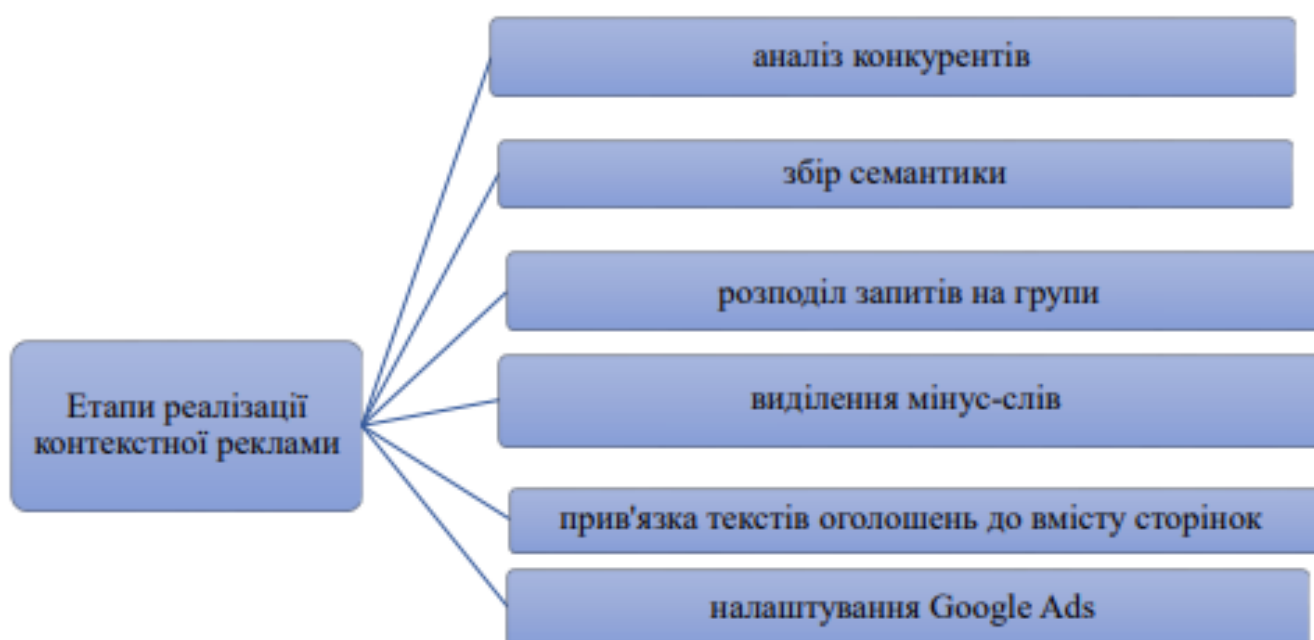 аналіз конкурентів
збір семантики
розподіл запитів на групи
Етапи реалізації
контекстної реклами
виділення мінус-слів
прив'язка текстів оголошень до вмісту сторінок
налаштування Google Ads